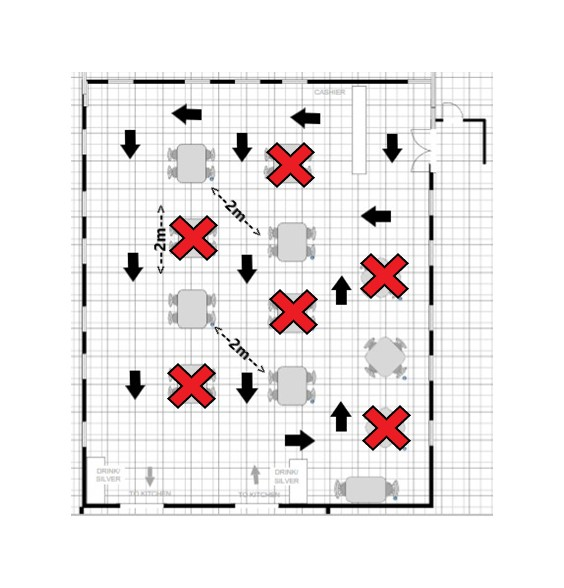 CASHIER
<--2m-->
<--2m-->
<--2m-->
DRINK/
SILVER
TO KITCHEN
TO KITCHEN
DRINK/
SILVER